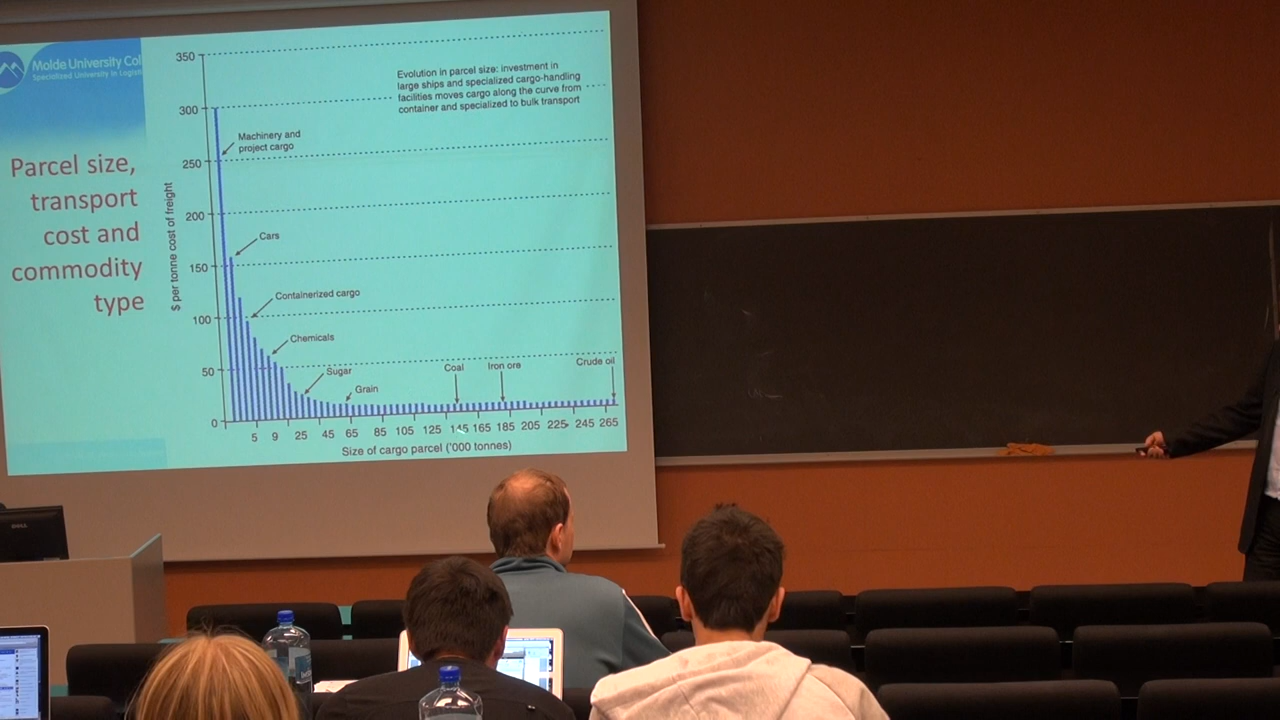 Molde University Col
Specialized University in Logist
Parcel size,
transport
cost and
commodity
type
$ per tonne cost of freight
350
300
250
200
150
100
50
0
Evolution in parcel size: investment in
large ships and specialized cargo-handling
facilities moves cargo along the curve from
container and specialized to bulk transport
Machinery and
project cargo
Cars
Containerized cargo
Chemicals
Sugar
Grain
Coal
Iron ore
Crude oil
5 9 25 45 65 85 105 125 145 165 185 205 225 245 265
Size of cargo parcel ('000 tonnes)
DELL